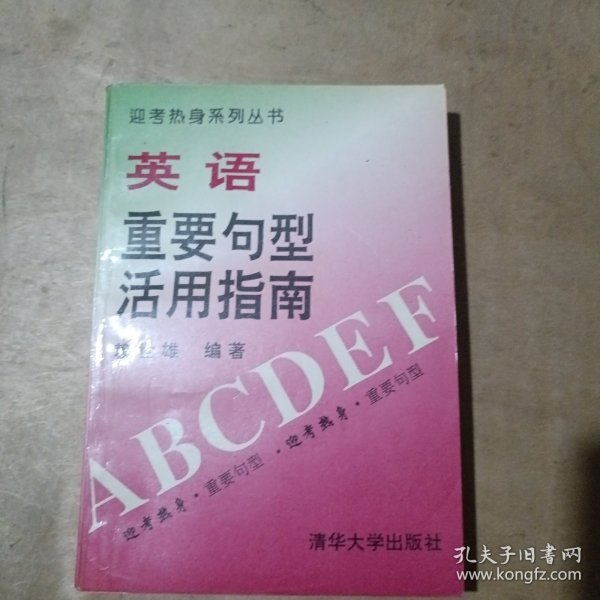 迎考热身系列丛书
英语
重要句型
活用指南
雄 编著
ABCDEF
迎考热身·重要句型·迎考热身·重要句型
清华大学出版社
孔夫子旧书网
www.kongfz.com